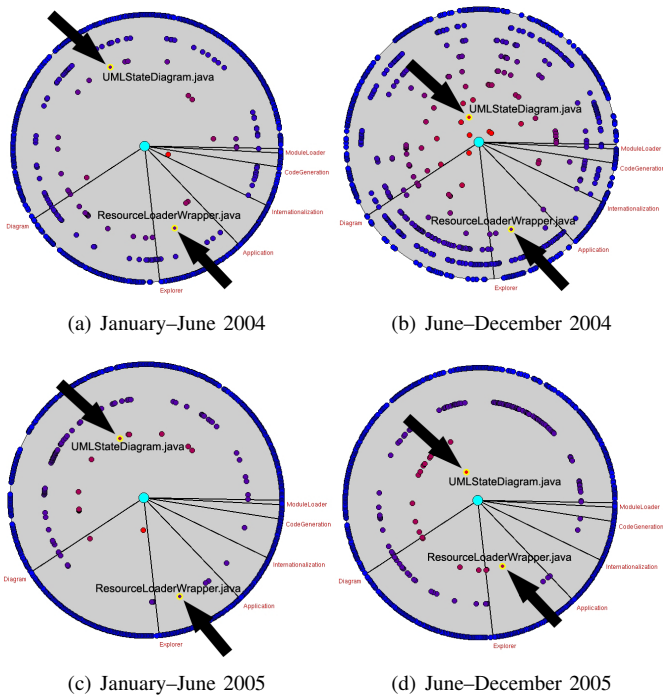 UMLStateDiagram.java
ModuleLoader
CodeGeneration
Internationalization
ResourceLoaderWrapper.java
Diagram
Application
Explorer
(a) January–June 2004
UMLStateDiagram.java
ModuleLoader
CodeGeneration
Internationalization
Diagram
ResourceLoaderWrapper.java
Application
Explorer
(b) June–December 2004
UMLStateDiagram.java
ModuleLoader
CodeGeneration
Internationalization
Diagram
ResourceLoaderWrapper.java
Application
Explorer
(c) January–June 2005
UMLStateDiagram.java
ModuleLoader
CodeGeneration
ResourceLoaderWrapper.java
Internationalization
Diagram
Application
Explorer
(d) June–December 2005